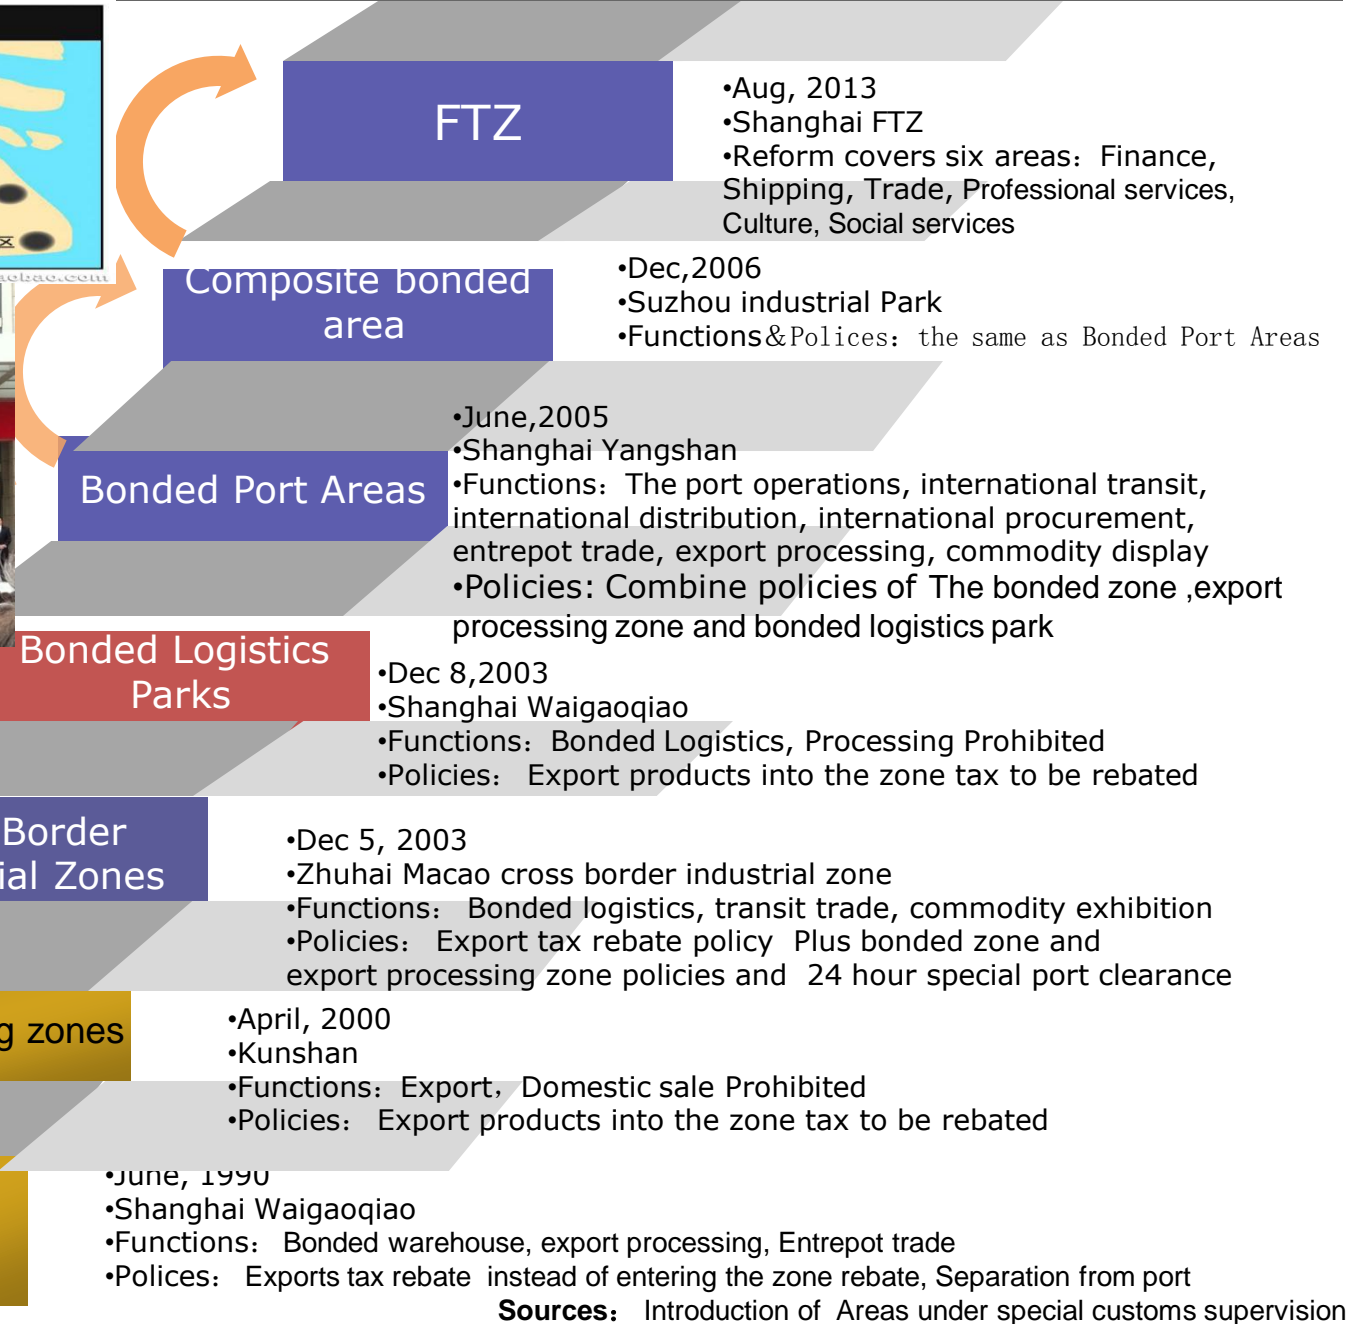 FTZ
•Aug, 2013
•Shanghai FTZ
•Reform covers six areas：Finance,
Shipping, Trade, Professional services,
Culture, Social services
区
aobao.com
Composite bonded
area
•Dec,2006
•Suzhou industrial Park
•Functions＆Polices：the same as Bonded Port Areas
Bonded Port Areas
•June,2005
•Shanghai Yangshan
•Functions：The port operations, international transit,
international distribution, international procurement,
entrepot trade, export processing, commodity display
•Policies: Combine policies of The bonded zone ,export
processing zone and bonded logistics park
Bonded Logistics
Parks
•Dec 8,2003
•Shanghai Waigaoqiao
•Functions：Bonded Logistics, Processing Prohibited
•Policies： Export products into the zone tax to be rebated
Border
ial Zones
•Dec 5, 2003
•Zhuhai Macao cross border industrial zone
•Functions： Bonded logistics, transit trade, commodity exhibition
•Policies： Export tax rebate policy Plus bonded zone and
export processing zone policies and 24 hour special port clearance
g zones
•April, 2000
•Kunshan
•Functions：Export，Domestic sale Prohibited
•Policies： Export products into the zone tax to be rebated
•June, 1990
•Shanghai Waigaoqiao
•Functions： Bonded warehouse, export processing, Entrepot trade
•Polices： Exports tax rebate instead of entering the zone rebate, Separation from port
Sources： Introduction of Areas under special customs supervision